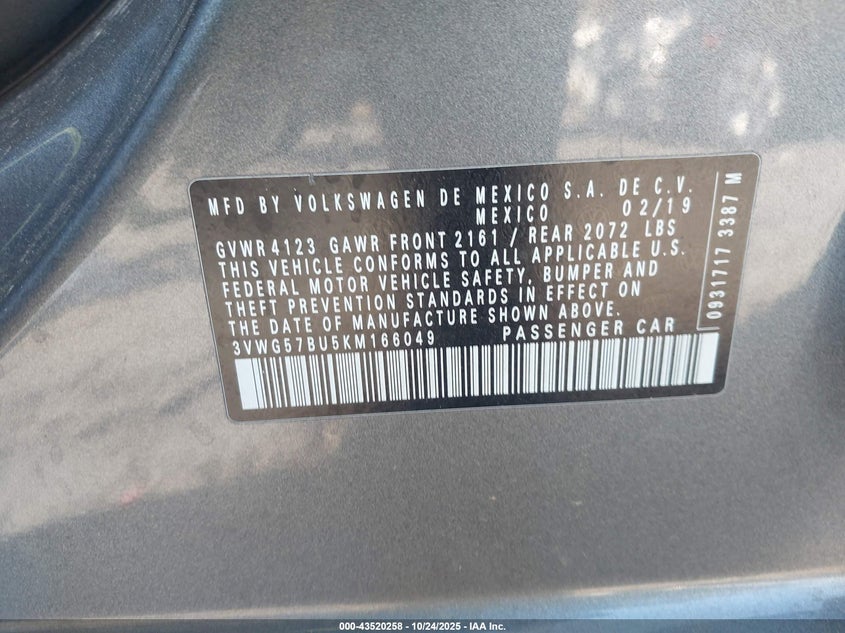 MFD BY VOLKSWAGEN DE MEXICO S.A. DE C.V.
MEXICO 02/19
GVWR 4123 GAWR FRONT 2161 / REAR 2072 LBS
THIS VEHICLE CONFORMS TO ALL APPLICABLE U.S.
FEDERAL MOTOR VEHICLE SAFETY, BUMPER AND
THEFT PREVENTION STANDARDS IN EFFECT ON
THE DATE OF MANUFACTURE SHOWN ABOVE.
3VWG57BU5KM166049 PASSENGER CAR
0931717 3387 M
000-43520258 | 10/24/2025 | IAA Inc.